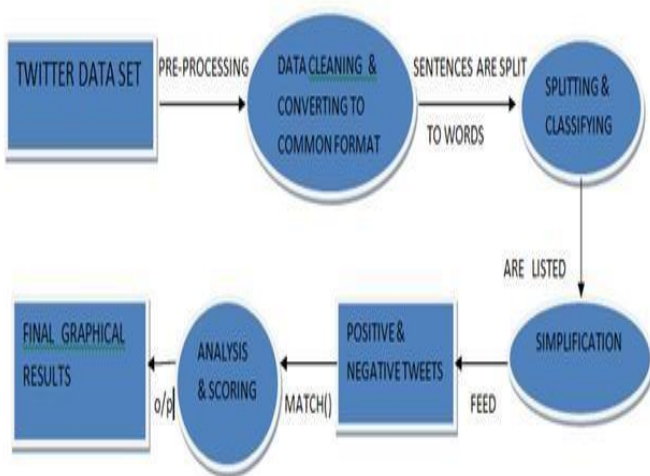 TWITTER DATA SET
PRE-PROCESSING
DATA CLEANING &
CONVERTING TO
COMMON FORMAT
SENTENCES ARE SPLIT
TO WORDS
SPLITTING &
CLASSIFYING
ARE LISTED
SIMPLIFICATION
FEED
POSITIVE &
NEGATIVE TWEETS
MATCH()
ANALYSIS
& SCORING
o/p
FINAL GRAPHICAL
RESULTS